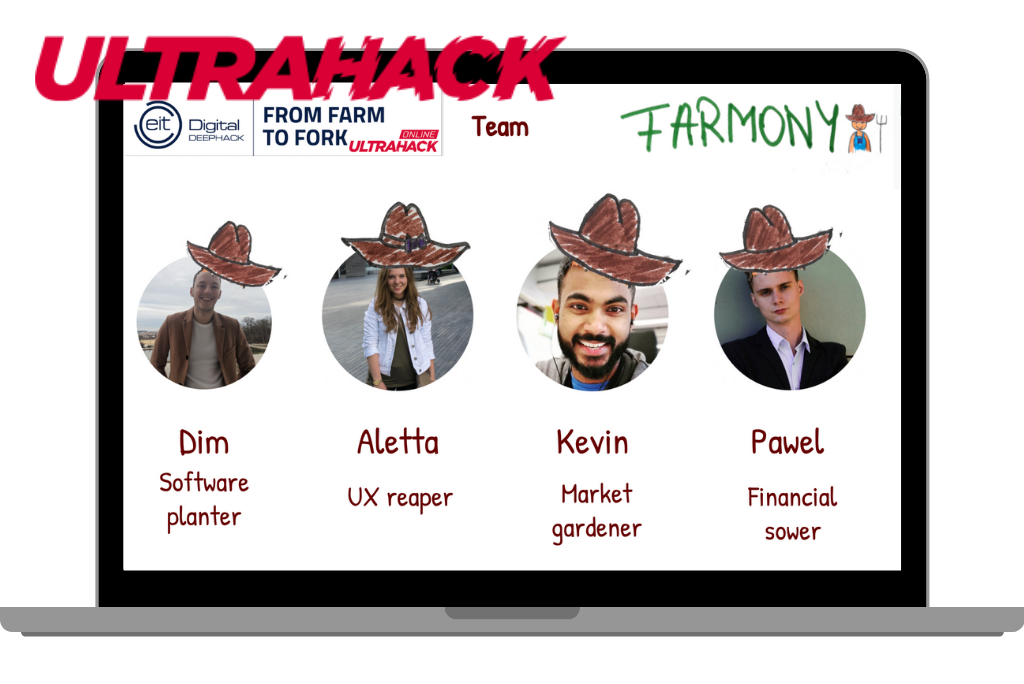 ULTRAHACK
eit Digital
DEEPHACK
FROM FARM
TO FORK
ONLINE
ULTRAHACK
Team
FARMONY
Dim
Software
planter
Aletta
UX reaper
Kevin
Market
gardener
Pawel
Financial
sower